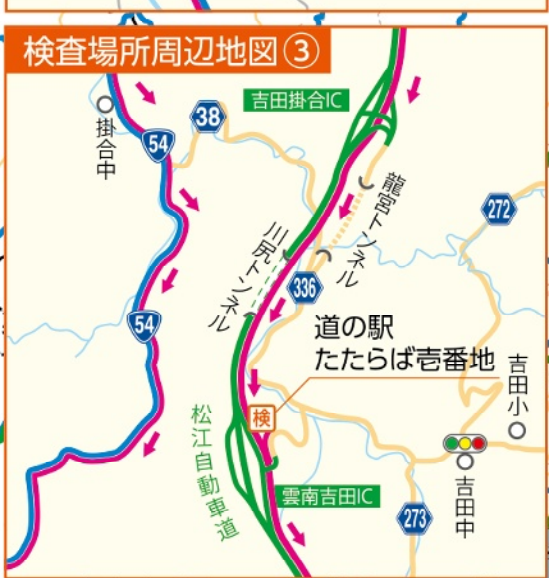 検査場所周辺地図③
吉田掛合IC
38
54
掛合中
龍宮トンネル
272
川尻トンネル
336
54
道の駅
たたらば壱番地
吉田小
検
松江自動車道
雲南吉田IC
吉田中
273